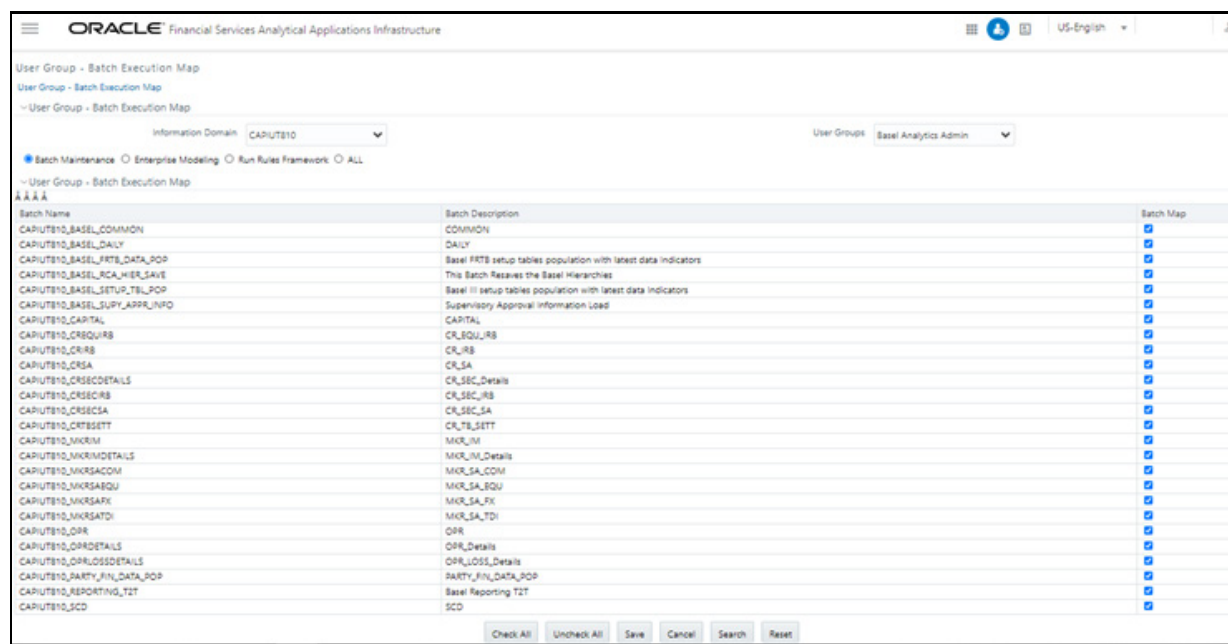 ORACLE Financial Services Analytical Applications Infrastructure US-English
User Group - Batch Execution Map
User Group - Batch Execution Map
User Group - Batch Execution Map
Information Domain CAPIUT810 User Groups Basel Analytics Admin
Batch Maintenance Enterprise Modeling Run Rules Framework ALL
User Group - Batch Execution Map
Â Â Â Â
Batch Name Batch Description Batch Map
CAPIUT810_BASEL_COMMON COMMON
CAPIUT810_BASEL_DAILY DAILY
CAPIUT810_BASEL_FRTB_DATA_POP Basel FRTB setup tables population with latest data indicators
CAPIUT810_BASEL_RCA_HIER_SAVE This Batch Resaves the Basel Hierarchies
CAPIUT810_BASEL_SETUP_TBL_POP Basel III setup tables population with latest data indicators
CAPIUT810_BASEL_SUPY_APPR_INFO Supervisory Approval Information Load
CAPIUT810_CAPITAL CAPITAL
CAPIUT810_CREQUIRB CR_EQU_IRB
CAPIUT810_CRIRB CR_IRB
CAPIUT810_CRSA CR_SA
CAPIUT810_CRSECDETAILS CR_SEC_Details
CAPIUT810_CRSECIRB CR_SEC_IRB
CAPIUT810_CRSECSA CR_SEC_SA
CAPIUT810_CRTBSETT CR_TB_SETT
CAPIUT810_MKRIM MKR_IM
CAPIUT810_MKRIMDETAILS MKR_IM_Details
CAPIUT810_MKRSACOM MKR_SA_COM
CAPIUT810_MKRSAEQU MKR_SA_EQU
CAPIUT810_MKRSAFX MKR_SA_FX
CAPIUT810_MKRSATDI MKR_SA_TDI
CAPIUT810_OPR OPR
CAPIUT810_OPRDETAILS OPR_Details
CAPIUT810_OPRLOSSDETAILS OPR_LOSS_Details
CAPIUT810_PARTY_FIN_DATA_POP PARTY_FIN_DATA_POP
CAPIUT810_REPORTING_T2T Basel Reporting T2T
CAPIUT810_SCD SCD
Check All Uncheck All Save Cancel Search Reset